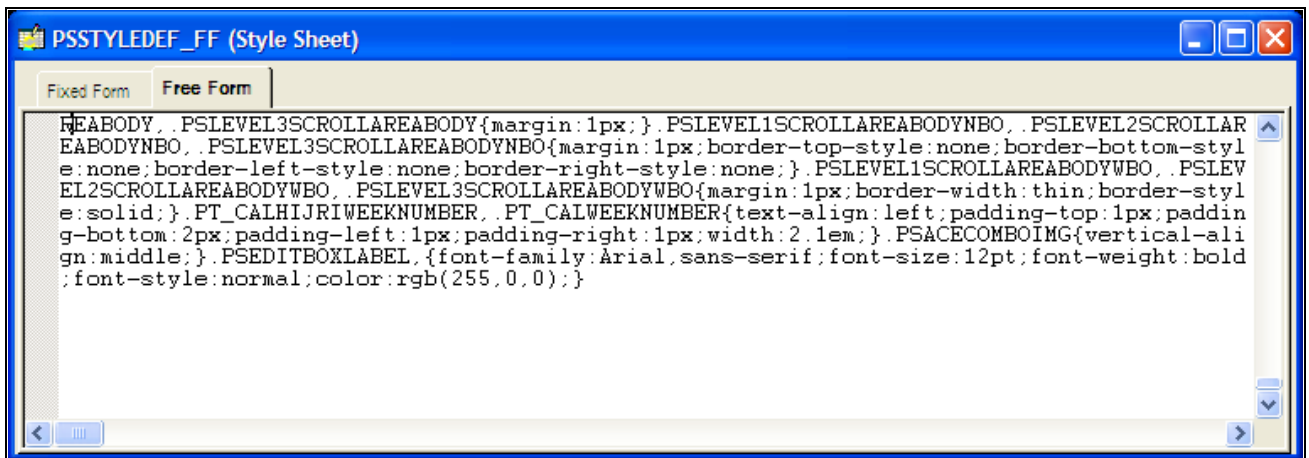 PSSTYLEDEF_FF (Style Sheet)
Fixed Form Free Form
REABODY,.PSLEVEL3SCROLLAREABODY{margin:1px;}.PSLEVEL1SCROLLAREABODYNBO,.PSLEVEL2SCROLLAR
EABODYNBO,.PSLEVEL3SCROLLAREABODYNBO{margin:1px;border-top-style:none;border-bottom-styl
e:none;border-left-style:none;border-right-style:none;}.PSLEVEL1SCROLLAREABODYWBO,.PSLEV
EL2SCROLLAREABODYWBO,.PSLEVEL3SCROLLAREABODYWBO{margin:1px;border-width:thin;border-styl
e:solid;}.PT_CALHIJRIWEEKNUMBER,.PT_CALWEEKNUMBER{text-align:left;padding-top:1px;paddin
g-bottom:2px;padding-left:1px;padding-right:1px;width:2.1em;}.PSACECOMBOIMG{vertical-ali
gn:middle;}.PSEDITBOXLABEL,{font-family:Arial,sans-serif;font-size:12pt;font-weight:bold
;font-style:normal;color:rgb(255,0,0);}